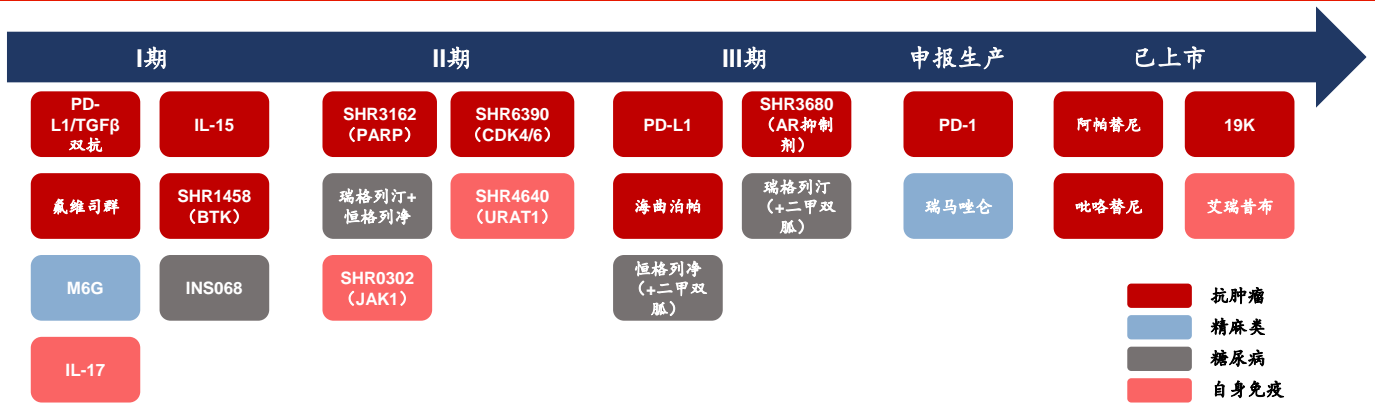 I期
II期
III期
申报生产
已上市
PD-
L1/TGFβ
双抗
IL-15
SHR3162
（PARP）
SHR6390
（CDK4/6）
PD-L1
SHR3680
（AR抑制
剂）
PD-1
阿帕替尼
19K
氟维司群
SHR1458
（BTK）
瑞格列汀+
恒格列净
SHR4640
（URAT1）
海曲泊帕
瑞格列汀
（+二甲双
胍）
瑞马唑仑
吡咯替尼
艾瑞昔布
M6G
INS068
SHR0302
（JAK1）
恒格列净
（+二甲双
胍）
IL-17
抗肿瘤
精麻类
糖尿病
自身免疫